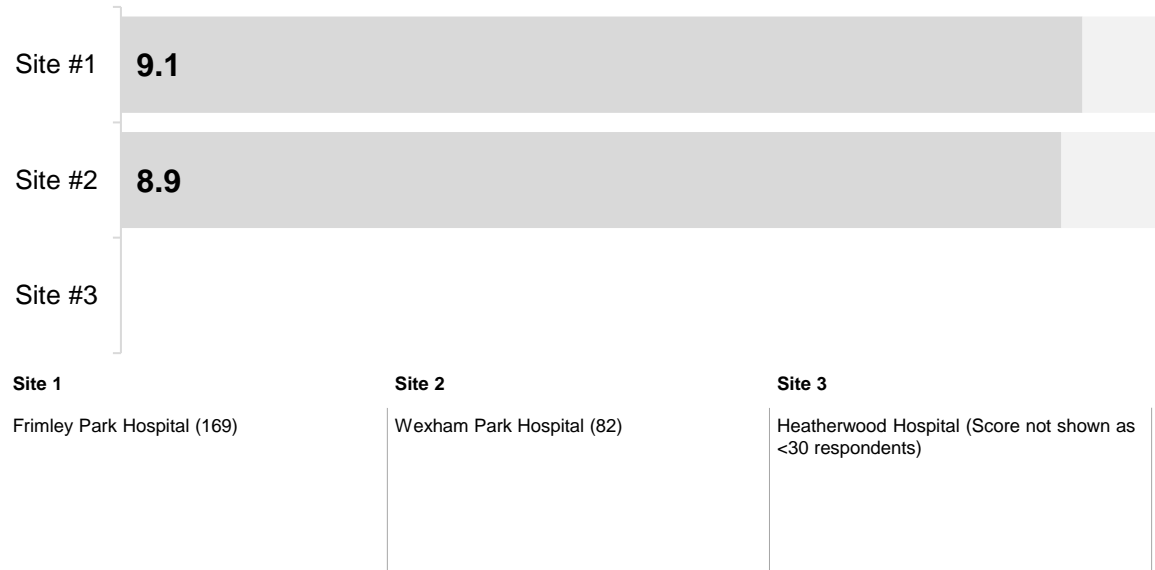 Site #1
9.1
Site #2
8.9
Site #3
Site 1
Site 2
Site 3
Frimley Park Hospital (169)
Wexham Park Hospital (82)
Heatherwood Hospital (Score not shown as
<30 respondents)